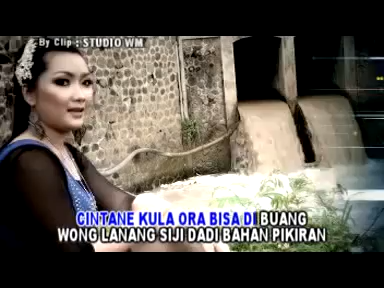 By Clip : STUDIO WM
CINTANE KULA ORA BISA DI BUANG
WONG LANANG SIJI DADI BAHAN PIKIRAN